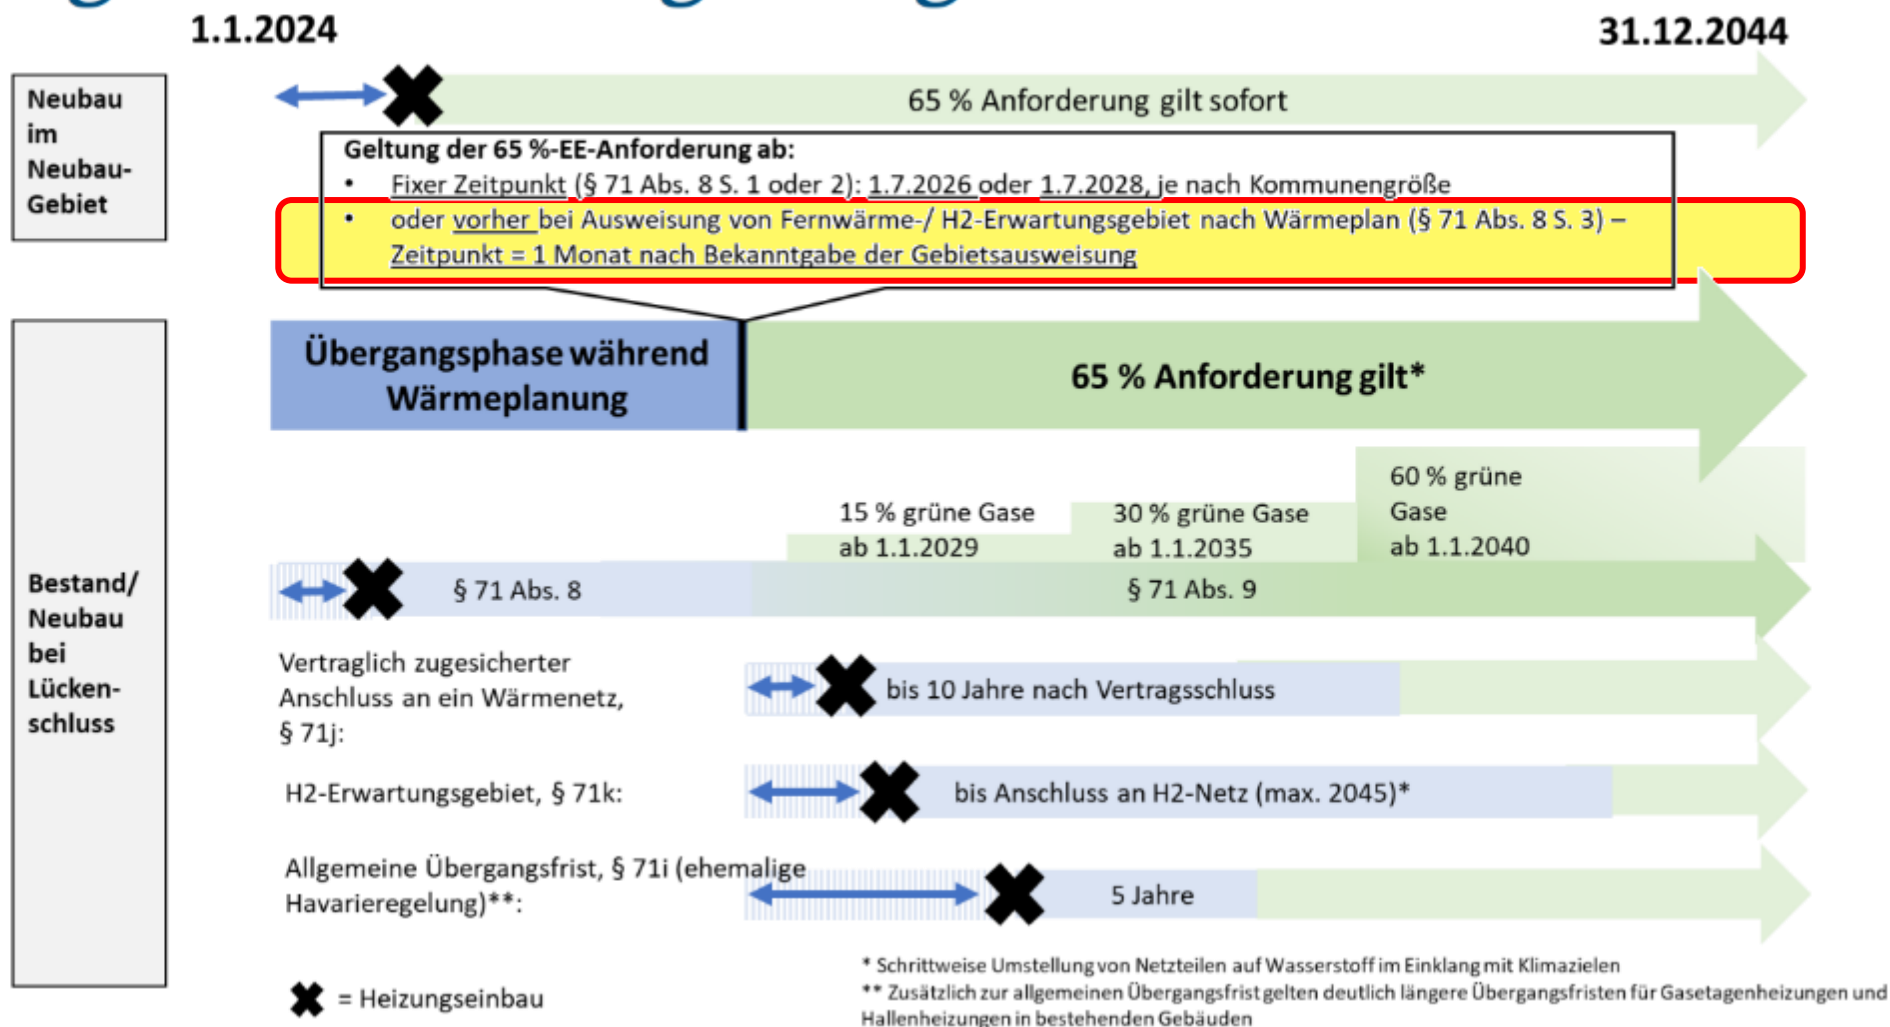 1.1.2024
31.12.2044
Neubau
im
Neubau-
Gebiet
65 % Anforderung gilt sofort
Geltung der 65 %-EE-Anforderung ab:
• Fixer Zeitpunkt (§ 71 Abs. 8 S. 1 oder 2): 1.7.2026 oder 1.7.2028, je nach Kommunengröße
• oder vorher bei Ausweisung von Fernwärme-/ H2-Erwartungsgebiet nach Wärmeplan (§ 71 Abs. 8 S. 3) –
Zeitpunkt = 1 Monat nach Bekanntgabe der Gebietsausweisung
Übergangsphase während
Wärmeplanung
65 % Anforderung gilt*
Bestand/
Neubau
bei
Lücken-
schluss
15 % grüne Gase
ab 1.1.2029
30 % grüne Gase
ab 1.1.2035
60 % grüne
Gase
ab 1.1.2040
§ 71 Abs. 8
§ 71 Abs. 9
Vertraglich zugesicherter
Anschluss an ein Wärmenetz,
§ 71j:
bis 10 Jahre nach Vertragsschluss
H2-Erwartungsgebiet, § 71k:
bis Anschluss an H2-Netz (max. 2045)*
Allgemeine Übergangsfrist, § 71i (ehemalige
Havarieregelung)**:
5 Jahre
= Heizungseinbau
* Schrittweise Umstellung von Netzteilen auf Wasserstoff im Einklang mit Klimazielen
** Zusätzlich zur allgemeinen Übergangsfrist gelten deutlich längere Übergangsfristen für Gasetagenheizungen und
Hallenheizungen in bestehenden Gebäuden